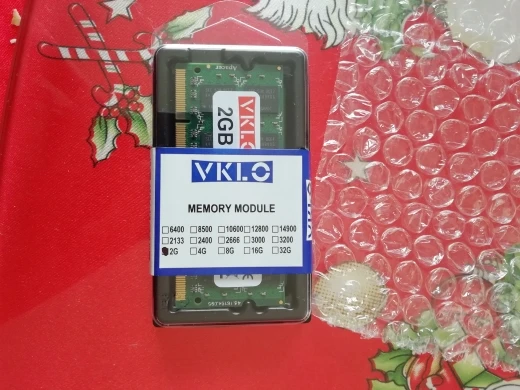 Apacer
VKLO
2GB
VKLO
MEMORY MODULE
6400 8500 10600 12800 14900
2133 2400 2666 3000 3200
2G 4G 8G 16G 32G